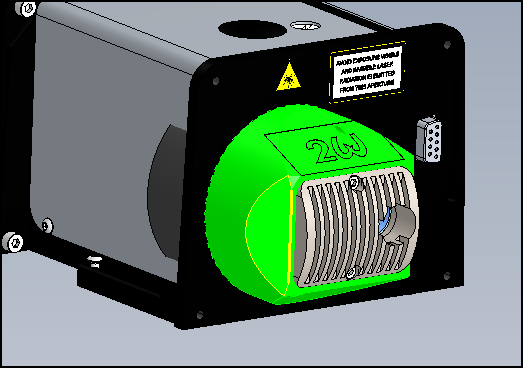 AVOID EXPOSURE VISIBLE
AND INVISIBLE LASER
RADIATION IS EMITTED
FROM THIS APERTURE
2W